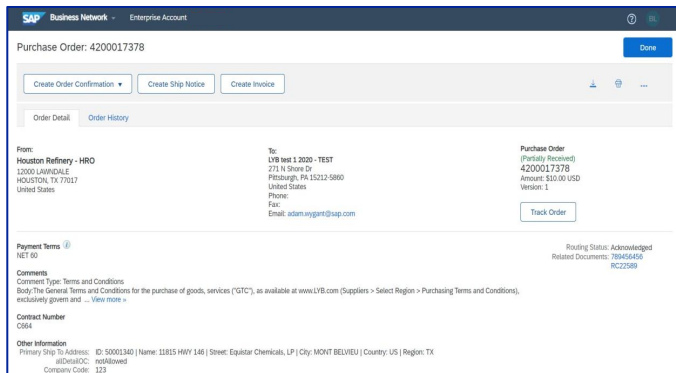 SAP Business Network Enterprise Account ? BL
Purchase Order: 4200017378 Done
Create Order Confirmation ▼ Create Ship Notice Create Invoice ...
Order Detail Order History
From:
Houston Refinery - HRO
12000 LAWNDALE
HOUSTON, TX 77017
United States
To:
LYB test 1 2020 - TEST
271 N Shore Dr
Pittsburgh, PA 15212-5860
United States
Phone:
Fax:
Email: adam.wygant@sap.com
Purchase Order
(Partially Received)
4200017378
Amount: $10.00 USD
Version: 1
Track Order
Payment Terms i
NET 60
Routing Status: Acknowledged
Related Documents: 789456456
RC22589
Comments
Comment Type: Terms and Conditions
Body:The General Terms and Conditions for the purchase of goods, services ("GTC"), as available at www.LYB.com (Suppliers > Select Region > Purchasing Terms and Conditions),
exclusively govern and ... View more »
Contract Number
C664
Other Information
Primary Ship To Address: ID: 50001340 | Name: 11815 HWY 146 | Street: Equistar Chemicals, LP | City: MONT BELVIEU | Country: US | Region: TX
allDetailOC: notAllowed
Company Code: 123